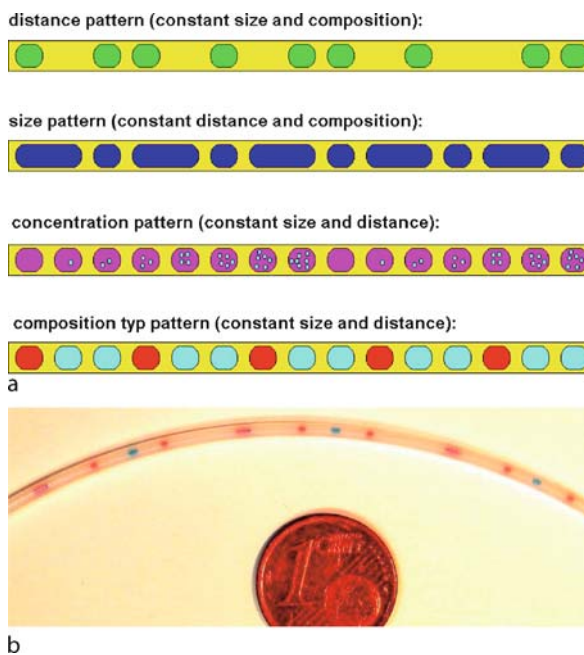 distance pattern (constant size and composition):
size pattern (constant distance and composition):
concentration pattern (constant size and distance):
composition typ pattern (constant size and distance):
a
1
b